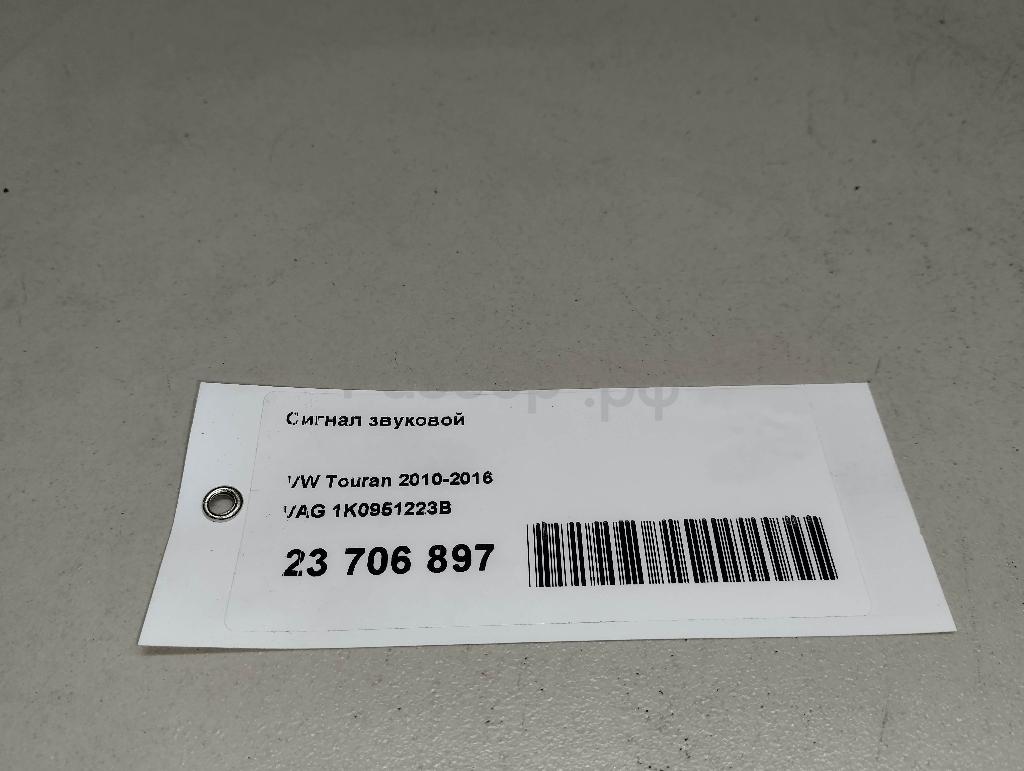 Сигнал звуковой
VW Touran 2010-2016
VAG 1K0951223B
23 706 897